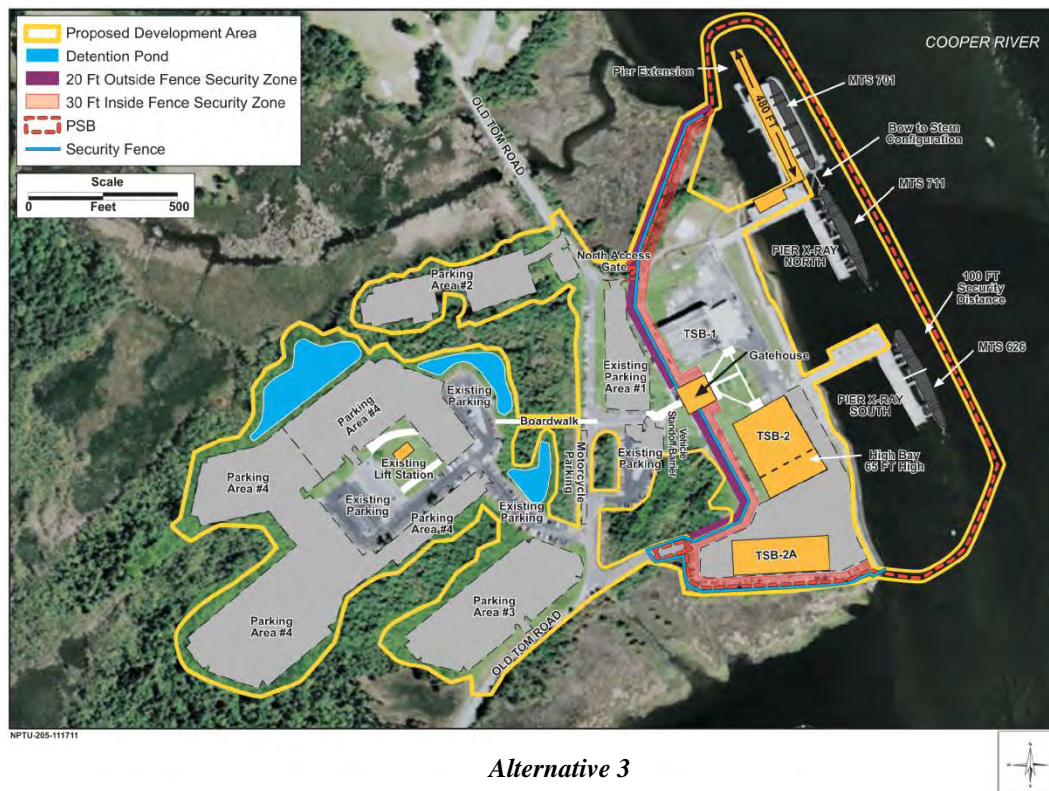 Proposed Development Area
Detention Pond
20 Ft Outside Fence Security Zone
30 Ft Inside Fence Security Zone
PSB
Security Fence
Scale
0 Feet 500
COOPER RIVER
Pier Extension
MTS 701
480 FT
Bow to Stern
Configuration
MTS 711
OLD TOM ROAD
PIER X-RAY
NORTH
North Access
Gate
Parking
Area #2
100 FT
Security
Distance
TSB-1
MTS 626
Gatehouse
Existing
Parking
Area #1
PIER X-RAY
SOUTH
Existing
Parking
Parking
Area #4
Boardwalk
Vehicle
Standoff Barrier
TSB-2
High Bay
65 FT High
Motorcycle
Parking
Existing
Parking
Existing
Lift Station
Parking
Area #4
Existing
Parking
Existing
Parking
Parking
Area #4
TSB-2A
Parking
Area #3
Parking
Area #4
OLD TOM ROAD
NPTU-205-111711
N
W E
S
Alternative 3